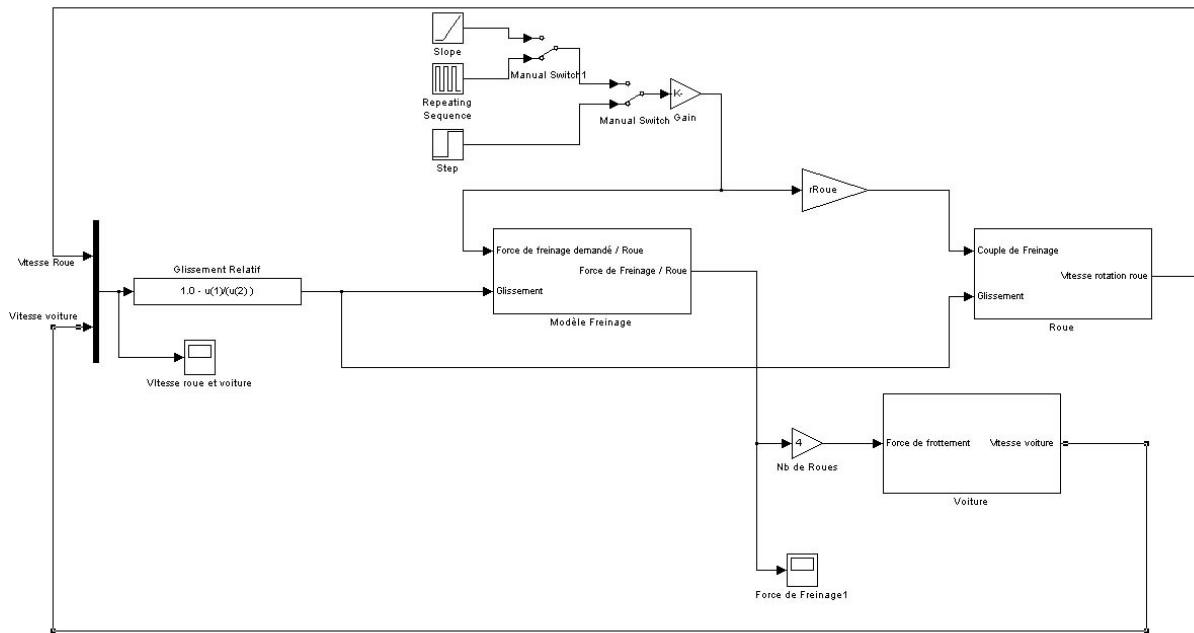 Slope
Manual Switch1
Repeating
Sequence
K-
Manual Switch
Gain
Step
rRoue
Vitesse Roue
Glissement Relatif
1.0 - u(1)/(u(2) )
Vitesse voiture
VItesse roue et voiture
Force de freinage demandé / Roue
Force de Freinage / Roue
Glissement
Modèle Freinage
Couple de Freinage
Vitesse rotation roue
Glissement
Roue
4
Nb de Roues
Force de frottement
Vitesse voiture
Voiture
Force de Freinage1